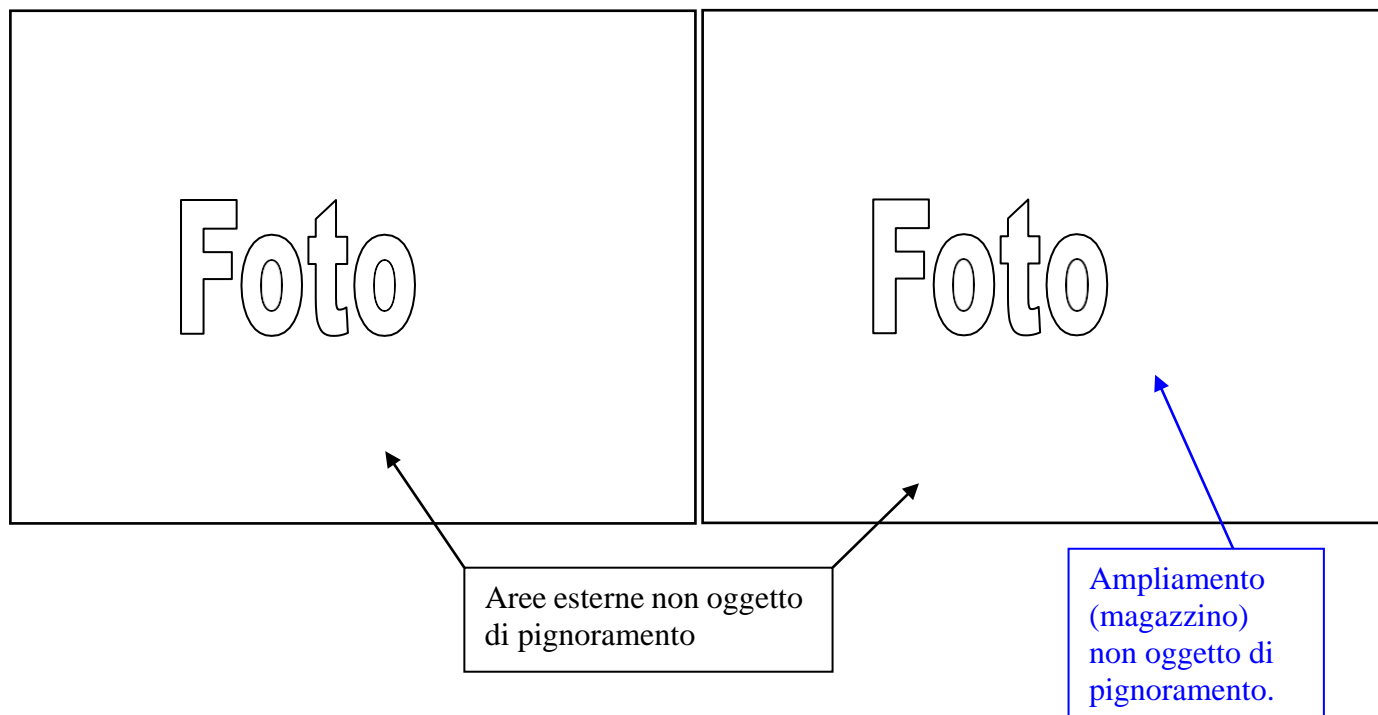 Foto
Foto
Aree esterne non oggetto
di pignoramento
Ampliamento
(magazzino)
non oggetto di
pignoramento.